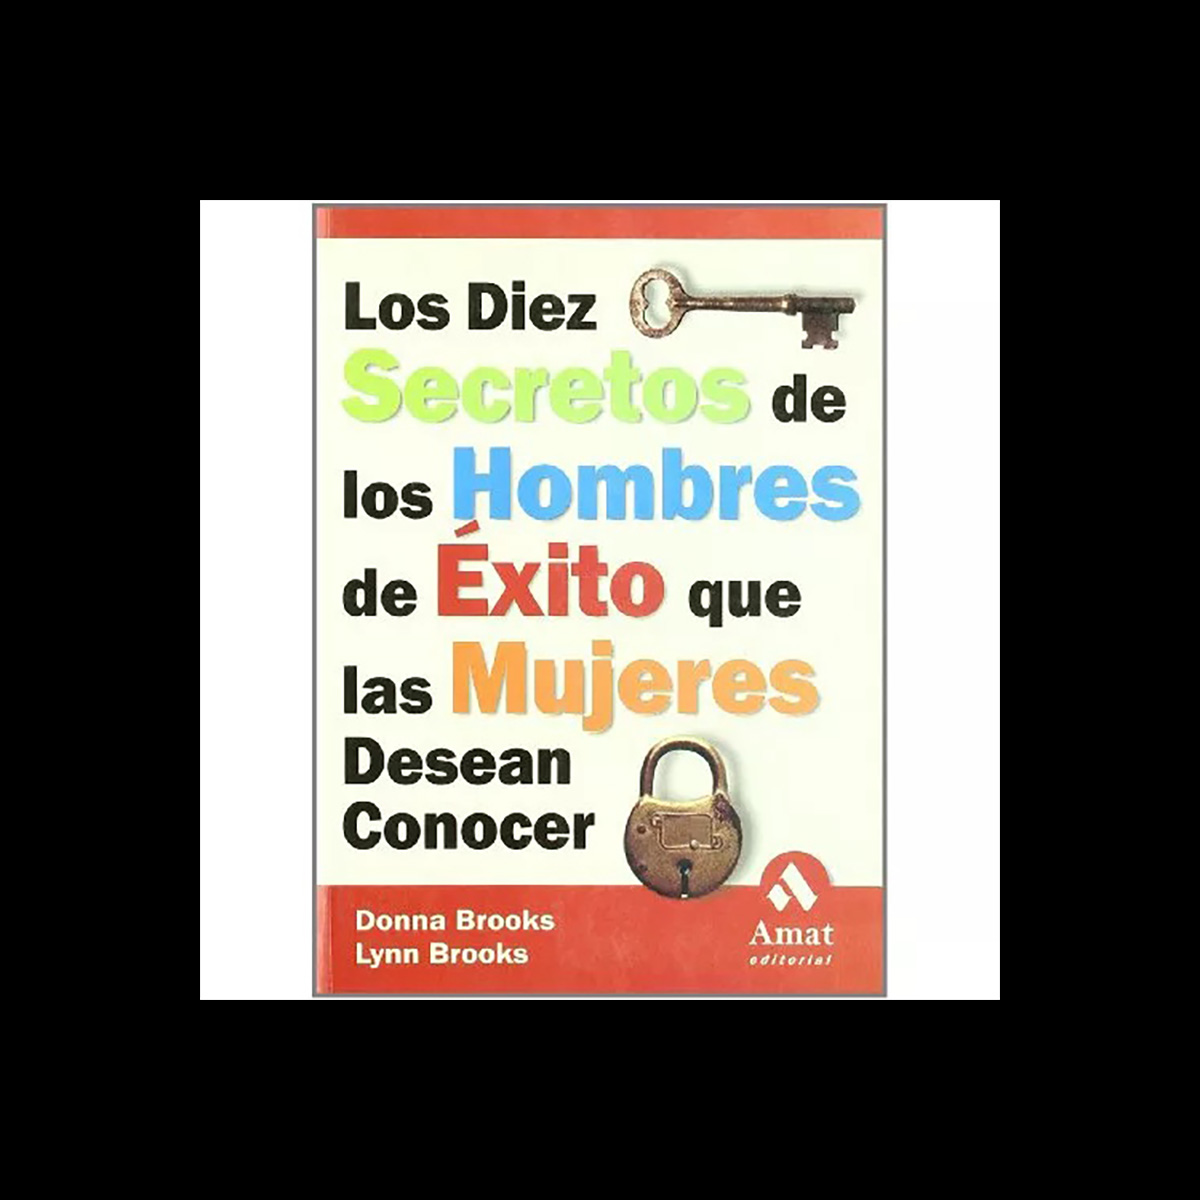 Los Diez
Secretos de
los Hombres
de Éxito que
las Mujeres
Desean
Conocer
Donna Brooks
Lynn Brooks
Amat
editorial